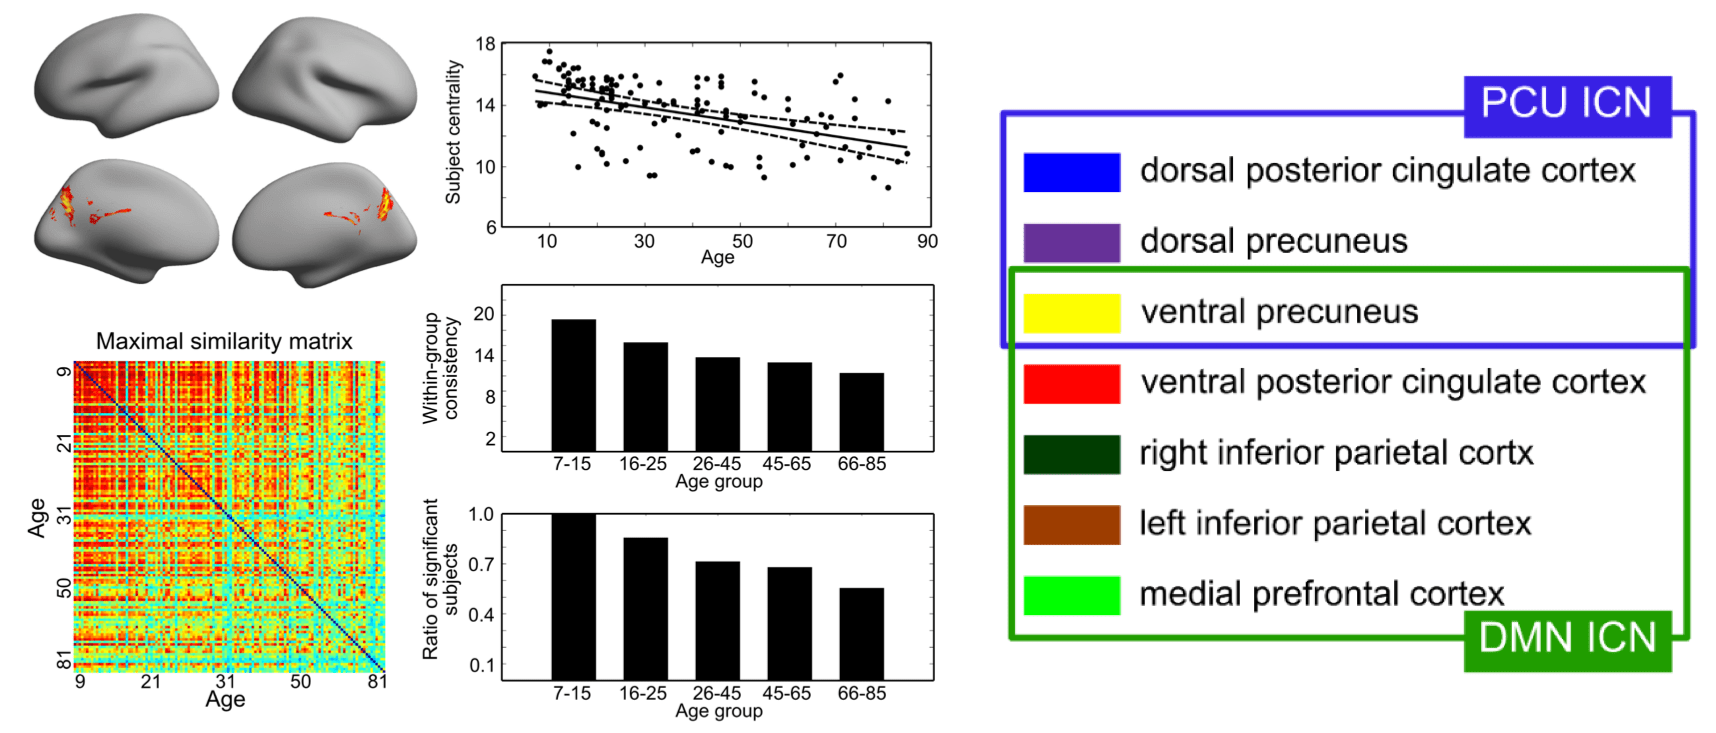 18
14
10
6
Subject centrality
10 30 50 70 90
Age
Maximal similarity matrix
9
21
31
50
81
Age
9 21 31 50 81
Age
20
14
8
2
Within-group
consistency
7-15 16-25 26-45 45-65 66-85
Age group
1.0
0.7
0.4
0.1
Ratio of significant
subjects
7-15 16-25 26-45 45-65 66-85
Age group
PCU ICN
dorsal posterior cingulate cortex
dorsal precuneus
ventral precuneus
ventral posterior cingulate cortex
right inferior parietal cortx
left inferior parietal cortex
medial prefrontal cortex
DMN ICN